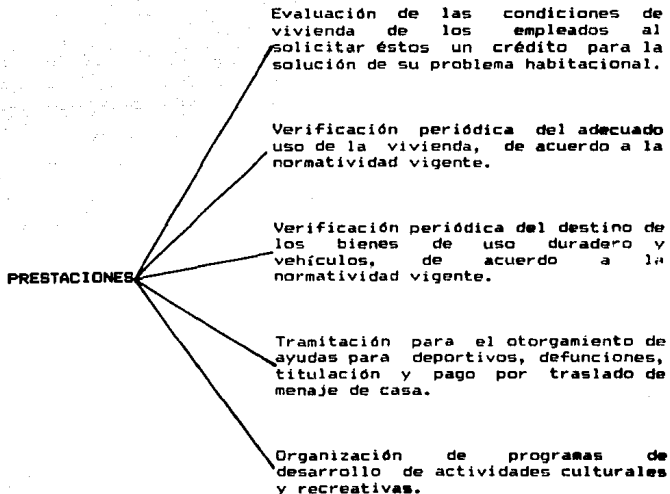 Evaluación de las condiciones de
vivienda de los empleados al
solicitar éstos un crédito para la
solución de su problema habitacional.
Verificación periódica del adecuado
uso de la vivienda, de acuerdo a la
normatividad vigente.
Verificación periódica del destino de
los bienes de uso duradero y
vehículos, de acuerdo a la
normatividad vigente.
PRESTACIONES
Tramitación para el otorgamiento de
ayudas para deportivos, defunciones,
titulación y pago por traslado de
menaje de casa.
Organización de programas de
desarrollo de actividades culturales
y recreativas.